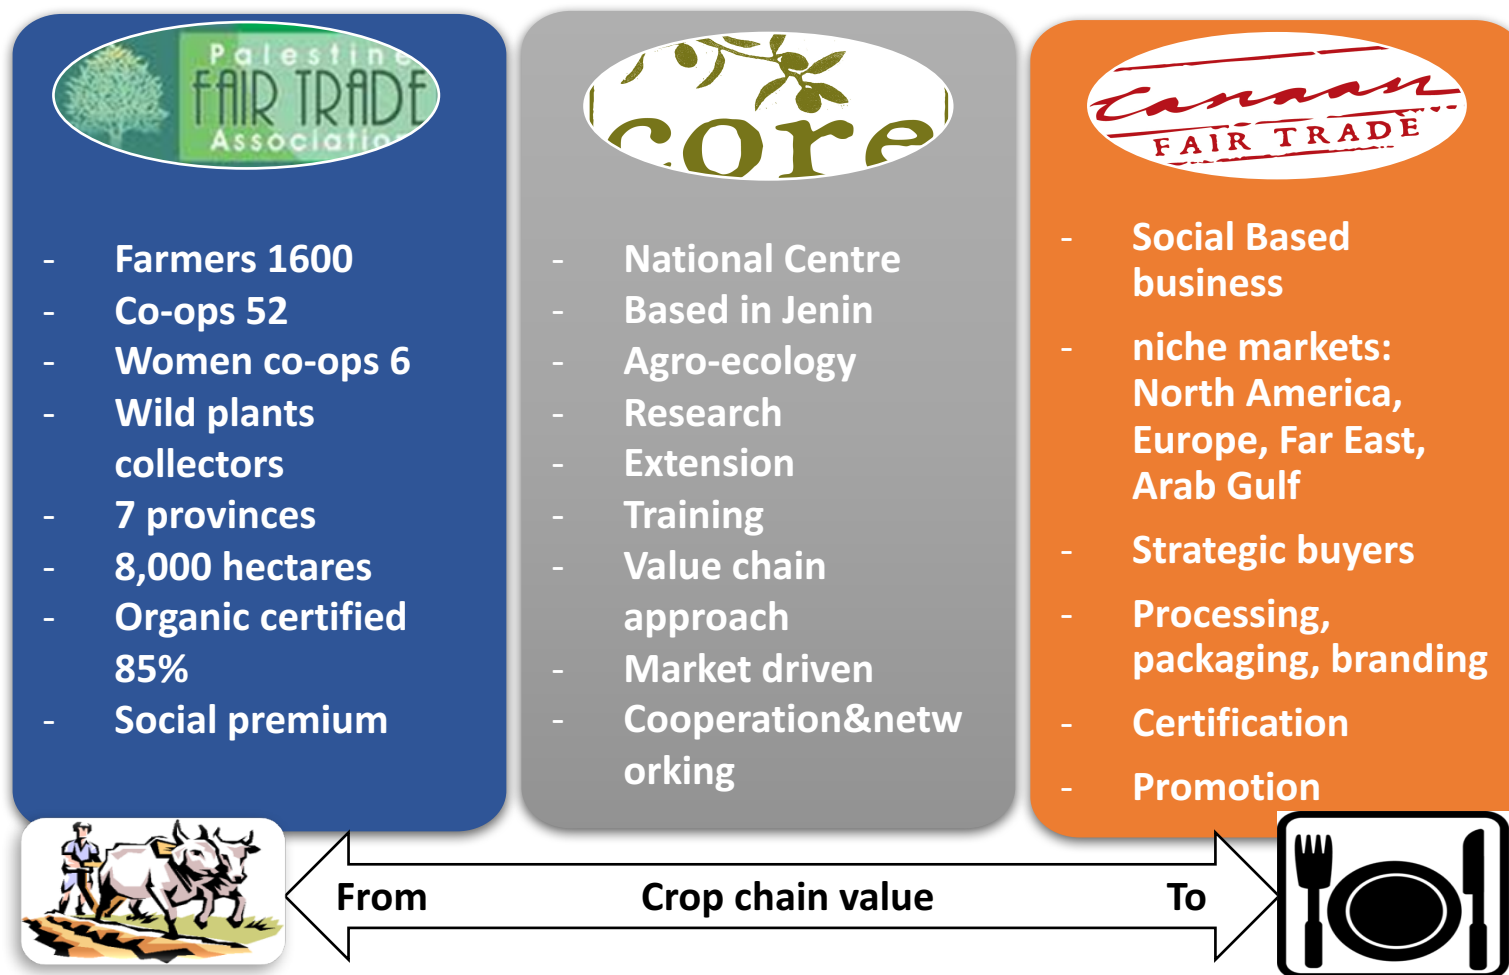 Palestine
FAIR TRADE
Association
- Farmers 1600
- Co-ops 52
- Women co-ops 6
- Wild plants
collectors
- 7 provinces
- 8,000 hectares
- Organic certified
85%
- Social premium
core
- National Centre
- Based in Jenin
- Agro-ecology
- Research
- Extension
- Training
- Value chain
approach
- Market driven
- Cooperation&netw
orking
Canaan
FAIR TRADE
- Social Based
business
- niche markets:
North America,
Europe, Far East,
Arab Gulf
- Strategic buyers
- Processing,
packaging, branding
- Certification
- Promotion
From Crop chain value To